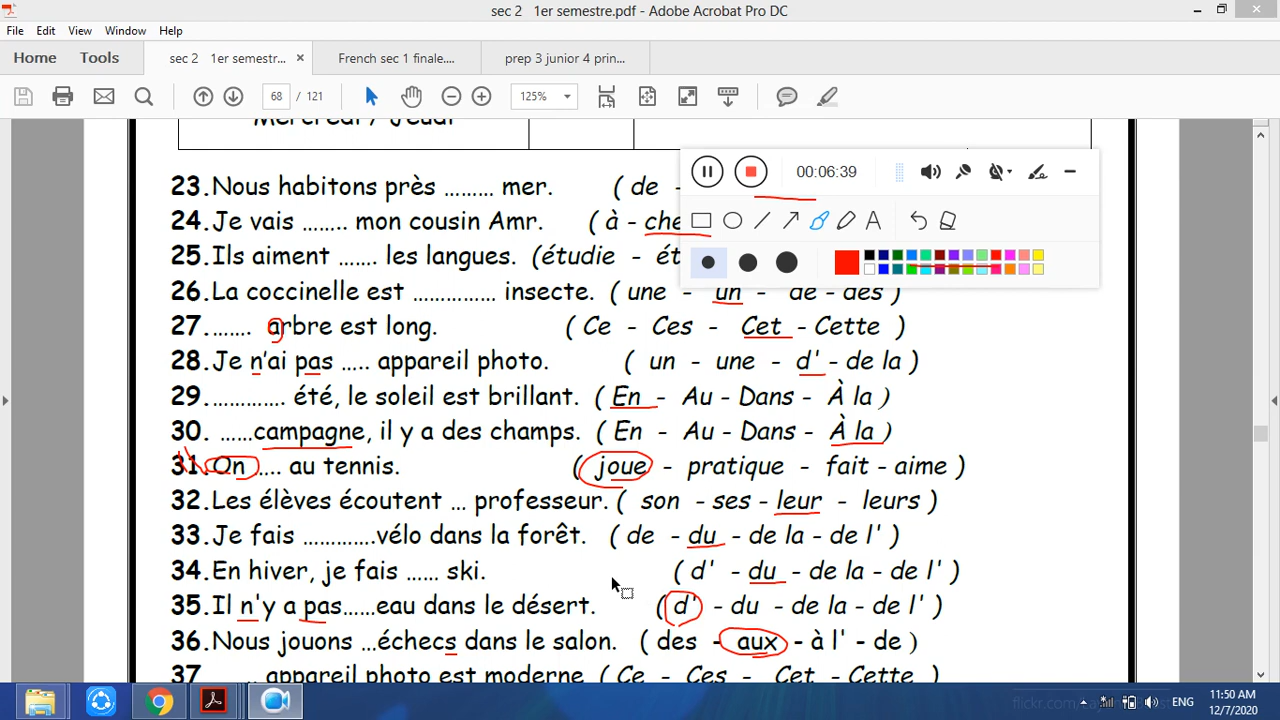 sec 2 1er semestre.pdf - Adobe Acrobat Pro DC
File Edit View Window Help
Home Tools sec 2 1er semestr... × French sec 1 finale.... prep 3 junior 4 prin...
68 / 121 125%
Mercredi / Jeudi
00:06:39
23. Nous habitons près ......... mer. ( de -
24. Je vais ........ mon cousin Amr. ( à - che
25. Ils aiment ....... les langues. (étudie - ét
26. La coccinelle est ............... insecte. ( une - un - de - des )
27. ....... arbre est long. ( Ce - Ces - Cet - Cette )
28. Je n'ai pas ..... appareil photo. ( un - une - d' - de la )
29. ............. été, le soleil est brillant. ( En - Au - Dans - À la )
30. ......campagne, il y a des champs. ( En - Au - Dans - À la )
31. On .... au tennis. ( joue - pratique - fait - aime )
32. Les élèves écoutent ... professeur. ( son - ses - leur - leurs )
33. Je fais .............vélo dans la forêt. ( de - du - de la - de l' )
34. En hiver, je fais ...... ski. ( d' - du - de la - de l' )
35. Il n'y a pas......eau dans le désert. ( d' - du - de la - de l' )
36. Nous jouons ...échecs dans le salon. ( des - aux - à l' - de )
37. ... appareil photo est moderne ( Ce - Ces - Cet - Cette )
ENG 11:50 AM
12/7/2020